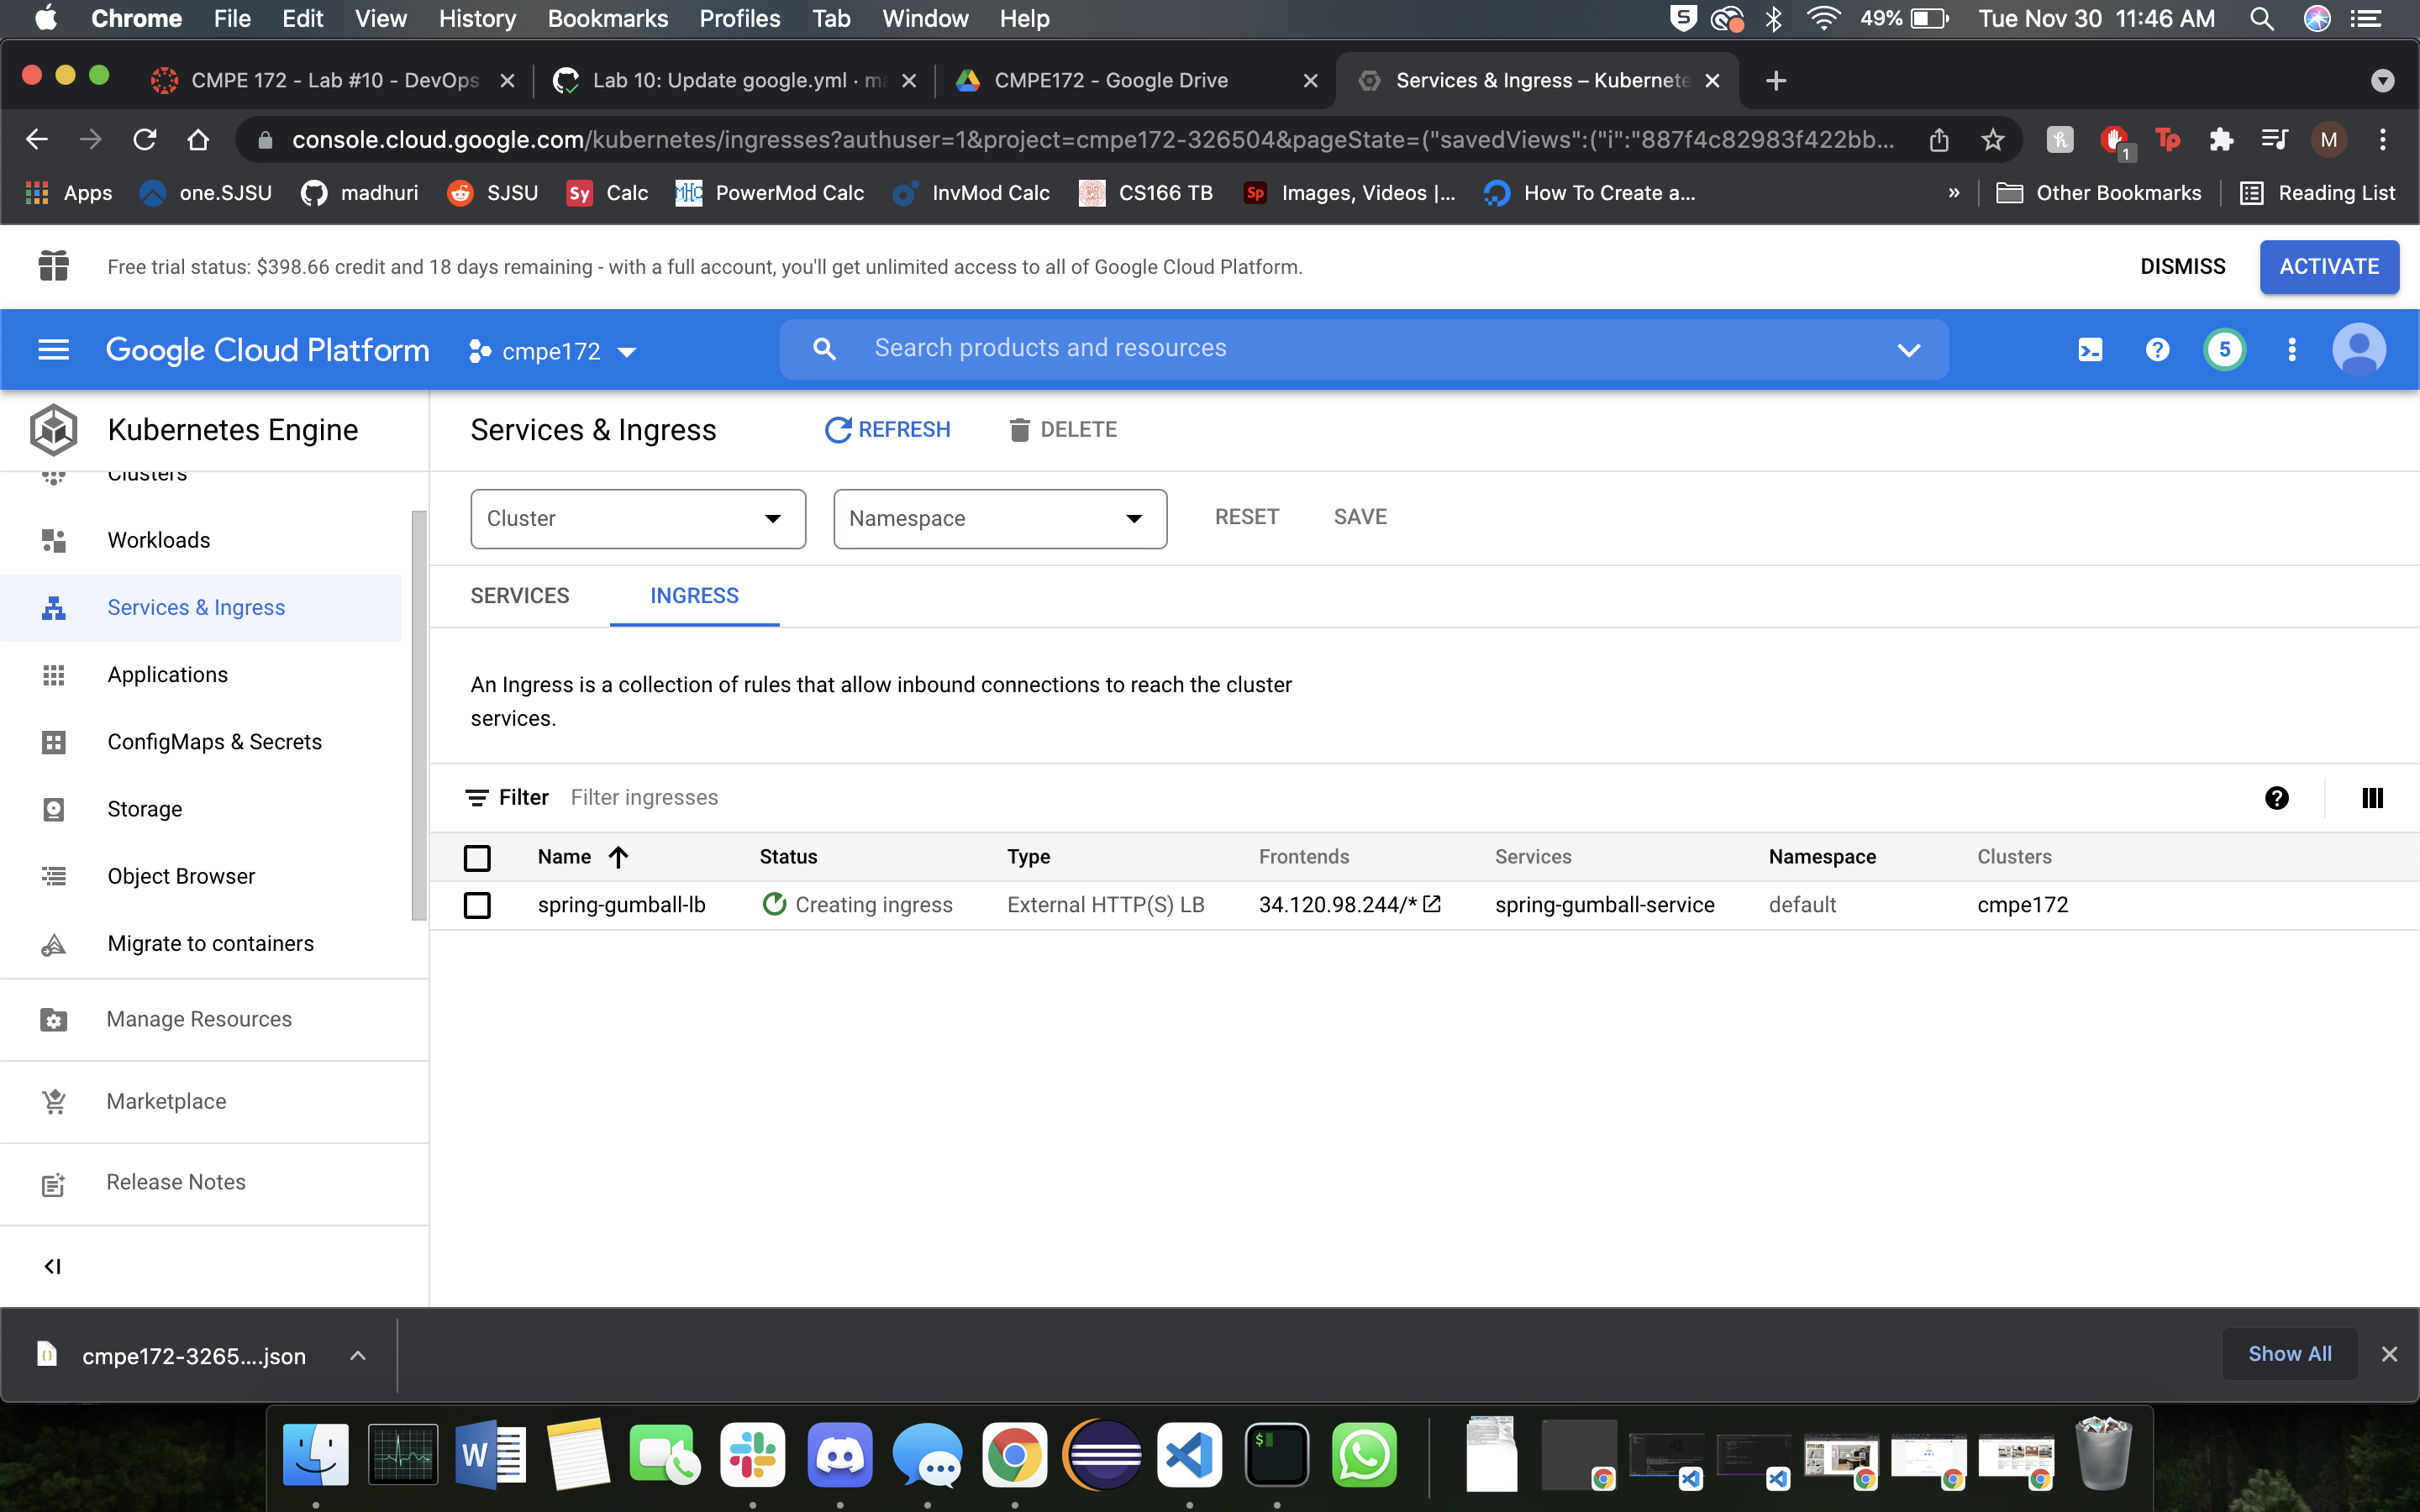 Chrome File Edit View History Bookmarks Profiles Tab Window Help 49% Tue Nov 30 11:46 AM
CMPE 172 - Lab #10 - DevOps Lab 10: Update google.yml · ma CMPE172 - Google Drive Services & Ingress – Kubernete
console.cloud.google.com/kubernetes/ingresses?authuser=1&project=cmpe172-326504&pageState=("savedViews":("i":"887f4c82983f422bb... 1 Tp M
Apps one.SJSU madhuri SJSU Sy Calc MHC PowerMod Calc InvMod Calc CS166 TB Sp Images, Videos |... How To Create a... » Other Bookmarks Reading List
Free trial status: $398.66 credit and 18 days remaining - with a full account, you'll get unlimited access to all of Google Cloud Platform. DISMISS ACTIVATE
Google Cloud Platform cmpe172 Search products and resources ? 5
Kubernetes Engine
Services & Ingress REFRESH DELETE
Clusters
Workloads
Services & Ingress
Applications
ConfigMaps & Secrets
Storage
Object Browser
Migrate to containers
Manage Resources
Marketplace
Release Notes
Cluster Namespace RESET SAVE
SERVICES INGRESS
An Ingress is a collection of rules that allow inbound connections to reach the cluster
services.
Filter Filter ingresses ?
Name Status Type Frontends Services Namespace Clusters
spring-gumball-lb Creating ingress External HTTP(S) LB 34.120.98.244/* spring-gumball-service default cmpe172
cmpe172-3265....json Show All
W $